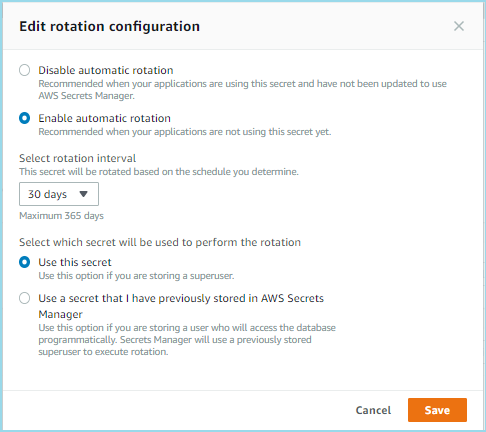 Edit rotation configuration
Disable automatic rotation
Recommended when your applications are using this secret and have not been updated to use
AWS Secrets Manager.
Enable automatic rotation
Recommended when your applications are not using this secret yet.
Select rotation interval
This secret will be rotated based on the schedule you determine.
30 days
Maximum 365 days
Select which secret will be used to perform the rotation
Use this secret
Use this option if you are storing a superuser.
Use a secret that I have previously stored in AWS Secrets
Manager
Use this option if you are storing a user who will access the database
programmatically. Secrets Manager will use a previously stored
superuser to execute rotation.
Cancel
Save